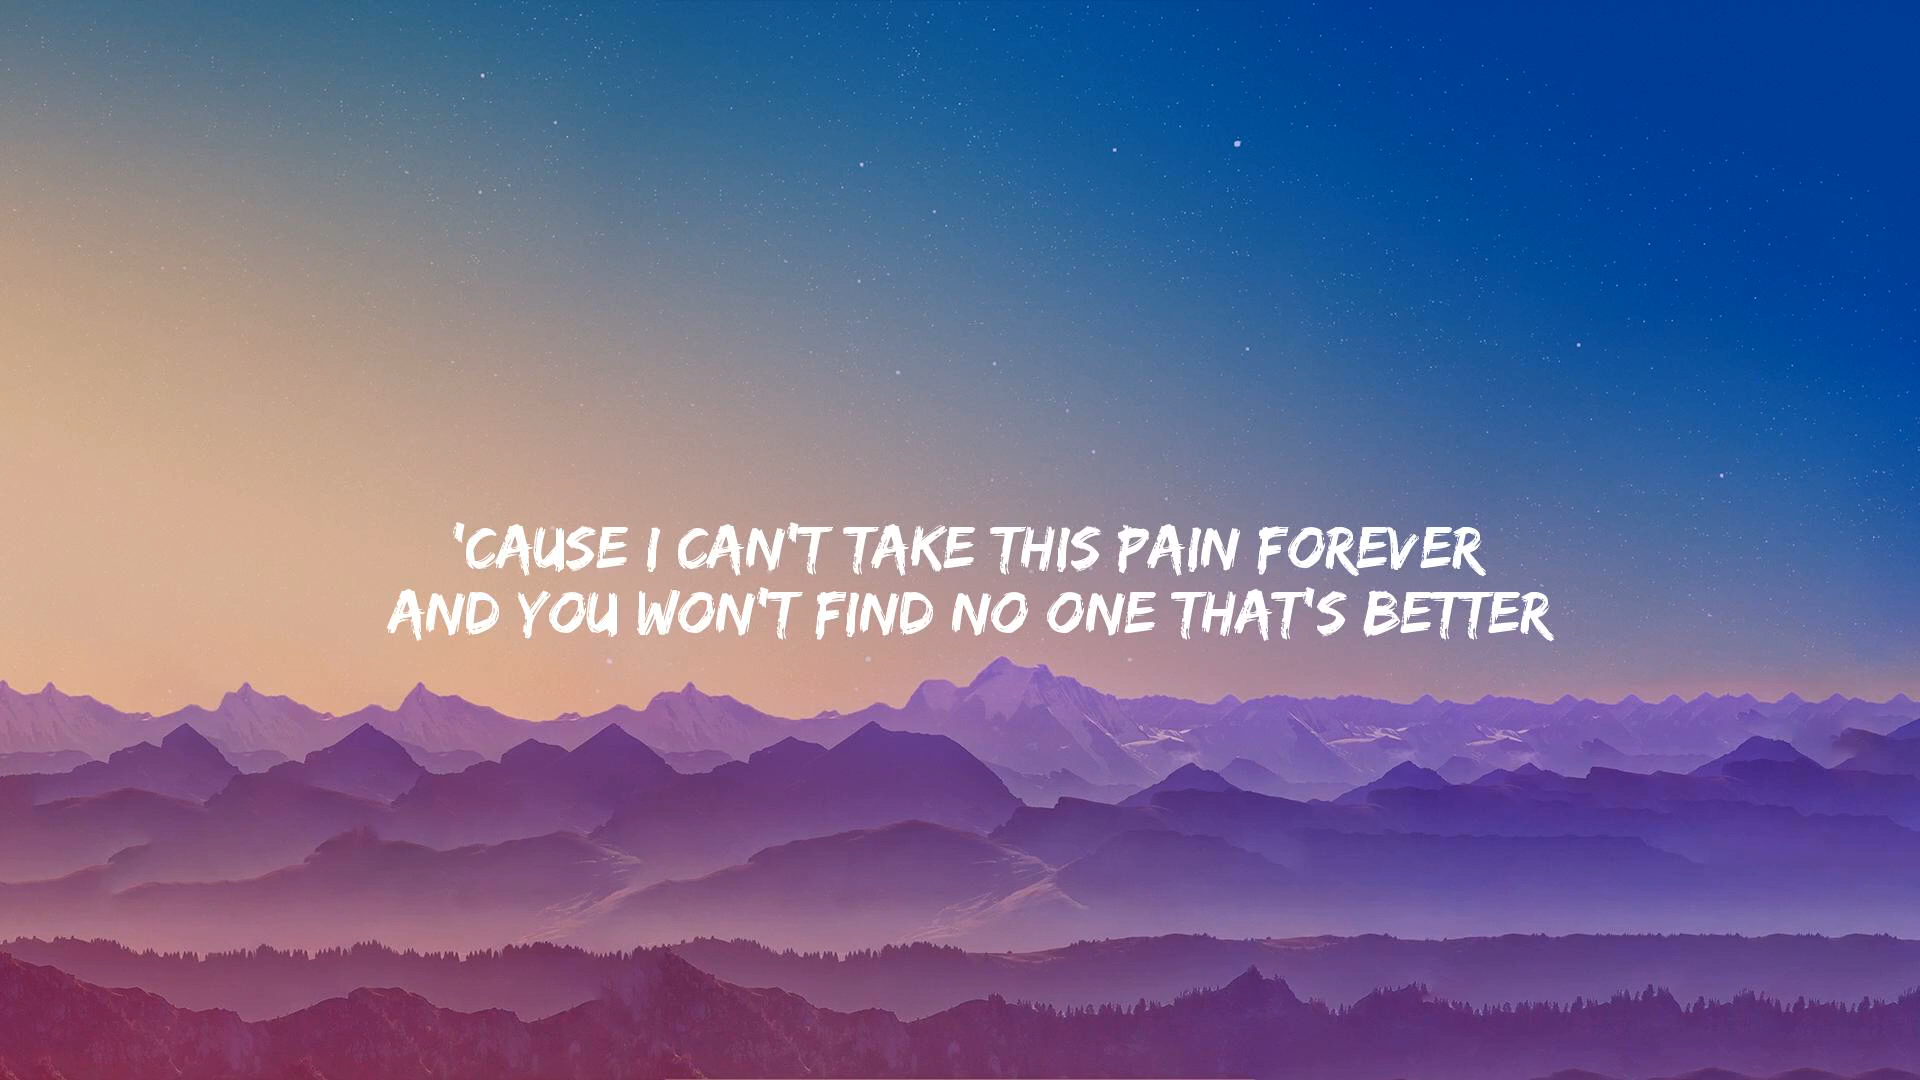 'CAUSE I CAN'T TAKE THIS PAIN FOREVER
AND YOU WON'T FIND NO ONE THAT'S BETTER